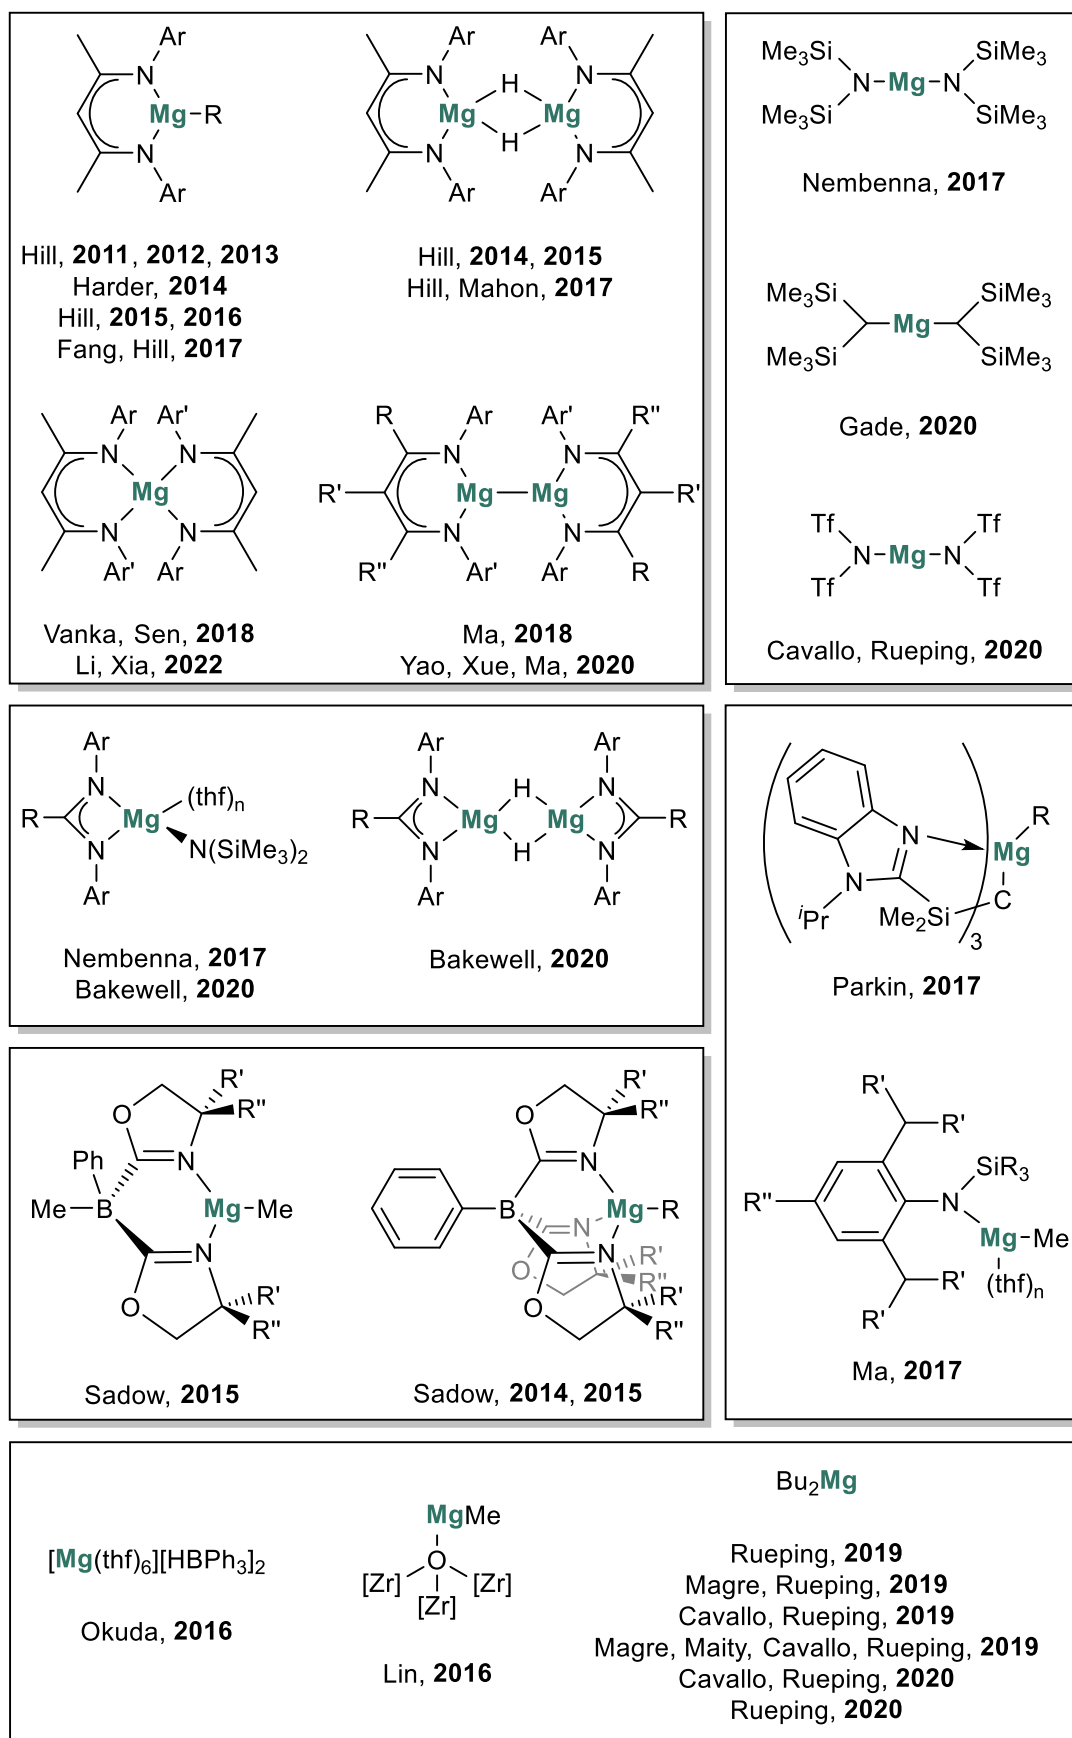 Ar
N
Mg–R
N
Ar
Hill, 2011, 2012, 2013
Harder, 2014
Hill, 2015, 2016
Fang, Hill, 2017
Ar Ar
N H N
Mg Mg
N H N
Ar Ar
Hill, 2014, 2015
Hill, Mahon, 2017
Ar Ar'
N N
Mg
N N
Ar' Ar
Vanka, Sen, 2018
Li, Xia, 2022
R Ar Ar' R''
N N
R' Mg Mg R'
N N
R'' Ar' Ar R
Ma, 2018
Yao, Xue, Ma, 2020
Me3Si SiMe3
N–Mg–N
Me3Si SiMe3
Nembenna, 2017
Me3Si SiMe3
Mg
Me3Si SiMe3
Gade, 2020
Tf Tf
N–Mg–N
Tf Tf
Cavallo, Rueping, 2020
Ar
N (thf)n
R Mg
N N(SiMe3)2
Ar
Nembenna, 2017
Bakewell, 2020
Ar Ar
N H N
R Mg Mg R
N H N
Ar Ar
Bakewell, 2020
R
N Mg
N
iPr Me2Si C
3
Parkin, 2017
R'
R'
SiR3
R'' N
Mg–Me
R' (thf)n
R'
Ma, 2017
R'
O R''
Ph N
Me–B Mg–Me
N
O R'
R''
Sadow, 2015
R'
O R''
N
B Mg–R
N N
O R'
R''
O R'
R''
Sadow, 2014, 2015
[Mg(thf)6][HBPh3]2
Okuda, 2016
MgMe
O
[Zr] [Zr]
[Zr]
Lin, 2016
Bu2Mg
Rueping, 2019
Magre, Rueping, 2019
Cavallo, Rueping, 2019
Magre, Maity, Cavallo, Rueping, 2019
Cavallo, Rueping, 2020
Rueping, 2020